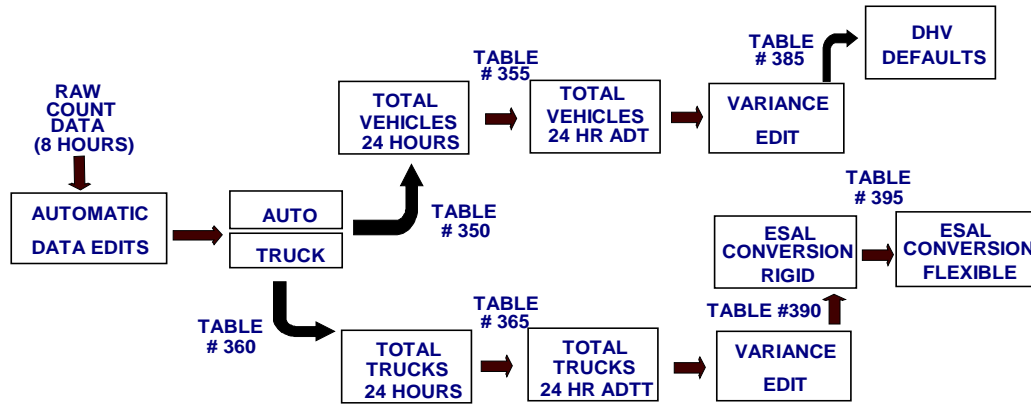 RAW
COUNT
DATA
(8 HOURS)
AUTOMATIC
DATA EDITS
AUTO
TRUCK
TABLE
# 350
TOTAL
VEHICLES
24 HOURS
TABLE
# 355
TOTAL
VEHICLES
24 HR ADT
VARIANCE
EDIT
TABLE
# 385
DHV
DEFAULTS
TABLE
# 360
TOTAL
TRUCKS
24 HOURS
TABLE
# 365
TOTAL
TRUCKS
24 HR ADTT
VARIANCE
EDIT
TABLE #390
ESAL
CONVERSION
RIGID
TABLE
# 395
ESAL
CONVERSION
FLEXIBLE